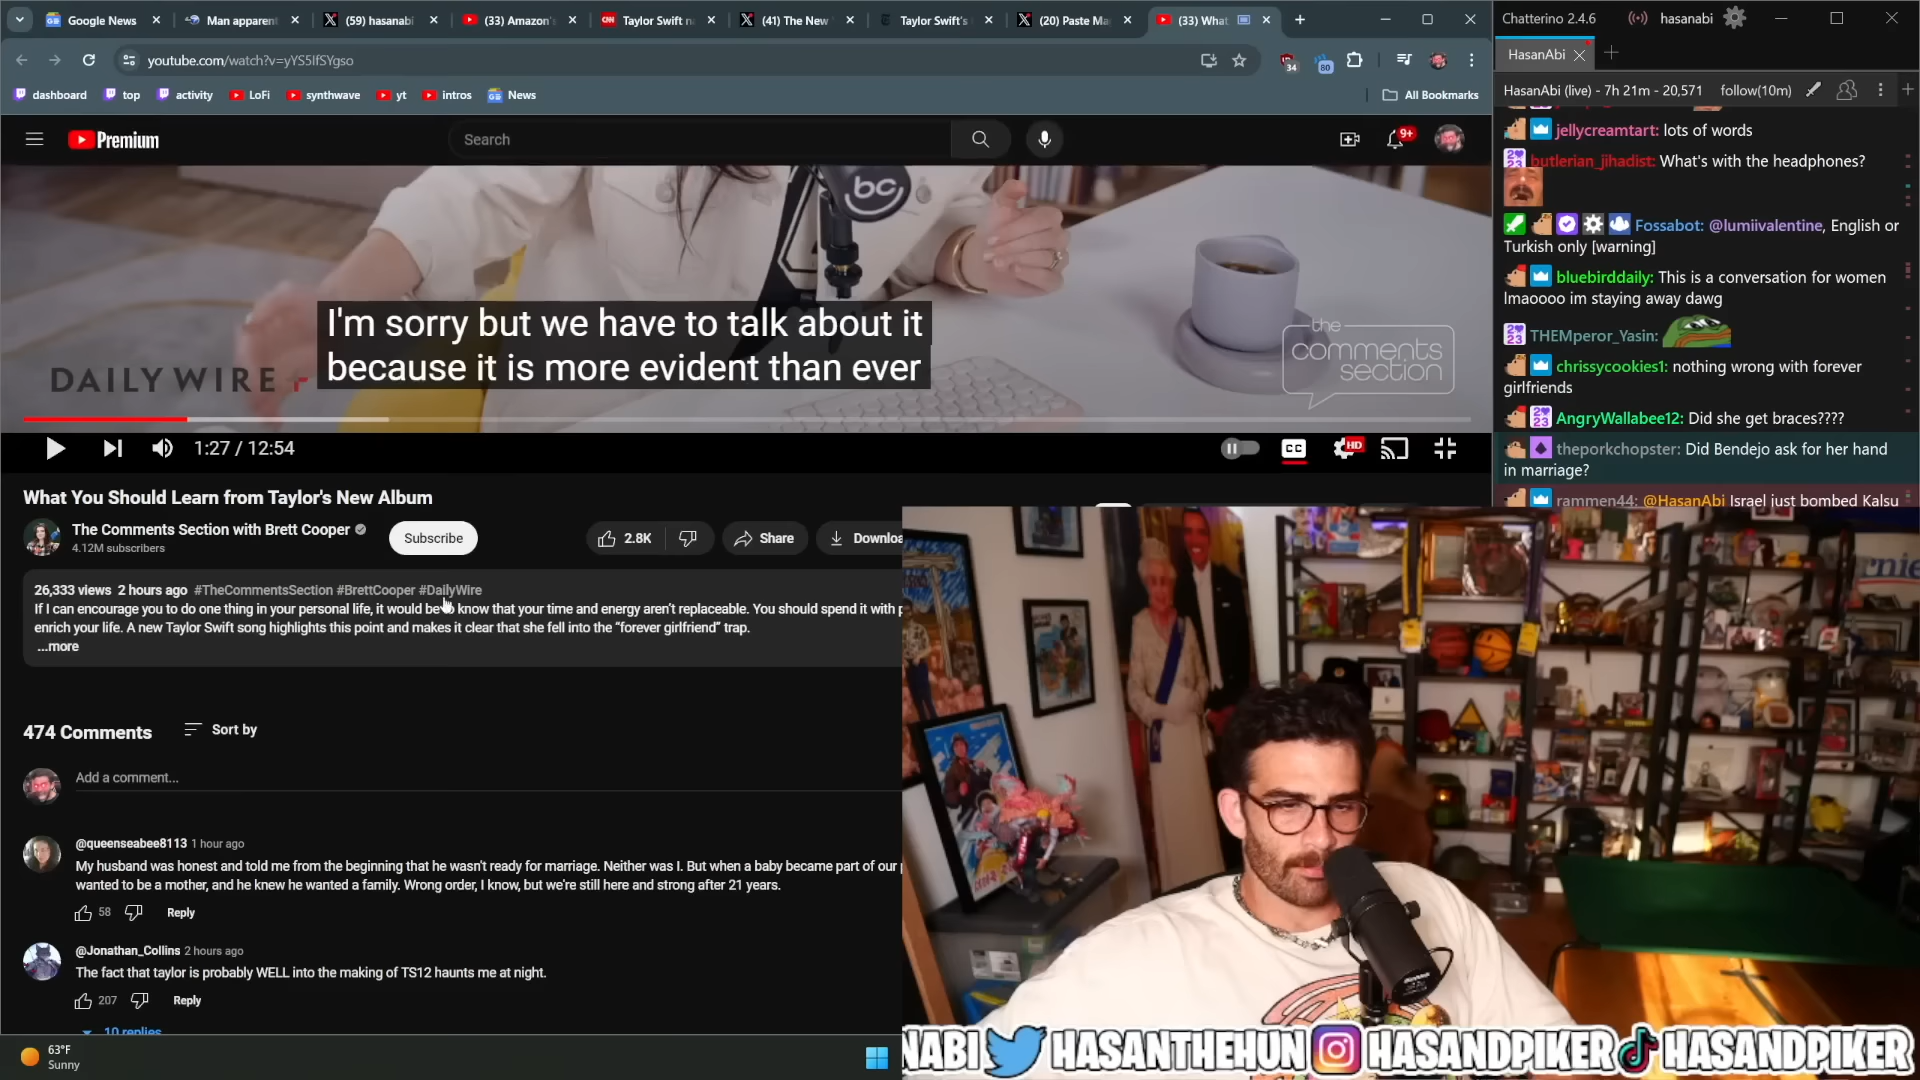 Google News
Man apparent
(59) hasanabi
(33) Amazon's
Taylor Swift n
(41) The New
Taylor Swift's
(20) Paste Ma
(33) What
youtube.com/watch?v=yYS5lfSYgso
34
80
dashboard
top
activity
LoFi
synthwave
yt
intros
News
All Bookmarks
Premium
Search
9+
bc
I'm sorry but we have to talk about it
because it is more evident than ever
DAILY WIRE +
the
comments
section
1:27 / 12:54
CC
HD
What You Should Learn from Taylor's New Album
The Comments Section with Brett Cooper
4.12M subscribers
Subscribe
2.8K
Share
Downloa
26,333 views 2 hours ago #TheCommentsSection #BrettCooper #DailyWire
If I can encourage you to do one thing in your personal life, it would be to know that your time and energy aren't replaceable. You should spend it with p
enrich your life. A new Taylor Swift song highlights this point and makes it clear that she fell into the “forever girlfriend” trap.
...more
474 Comments
Sort by
Add a comment...
@queenseabee8113 1 hour ago
My husband was honest and told me from the beginning that he wasn't ready for marriage. Neither was I. But when a baby became part of our p
wanted to be a mother, and he knew he wanted a family. Wrong order, I know, but we're still here and strong after 21 years.
58
Reply
@Jonathan_Collins 2 hours ago
The fact that taylor is probably WELL into the making of TS12 haunts me at night.
207
Reply
10 replies
63°F
Sunny
Chatterino 2.4.6
hasanabi
HasanAbi
HasanAbi (live) - 7h 21m - 20,571
follow(10m)
jellycreamtart: lots of words
butlerian_jihadist: What's with the headphones?
Fossabot: @lumiivalentine, English or
Turkish only [warning]
bluebirddaily: This is a conversation for women
lmaoooo im staying away dawg
THEMperor_Yasin:
chrissycookies1: nothing wrong with forever
girlfriends
AngryWallabee12: Did she get braces????
theporkchopster: Did Bendejo ask for her hand
in marriage?
rammen44: @HasanAbi Israel just bombed Kalsu
ernie
NABI HASANTHEHUN HASANDPIKER HASANDPIKER